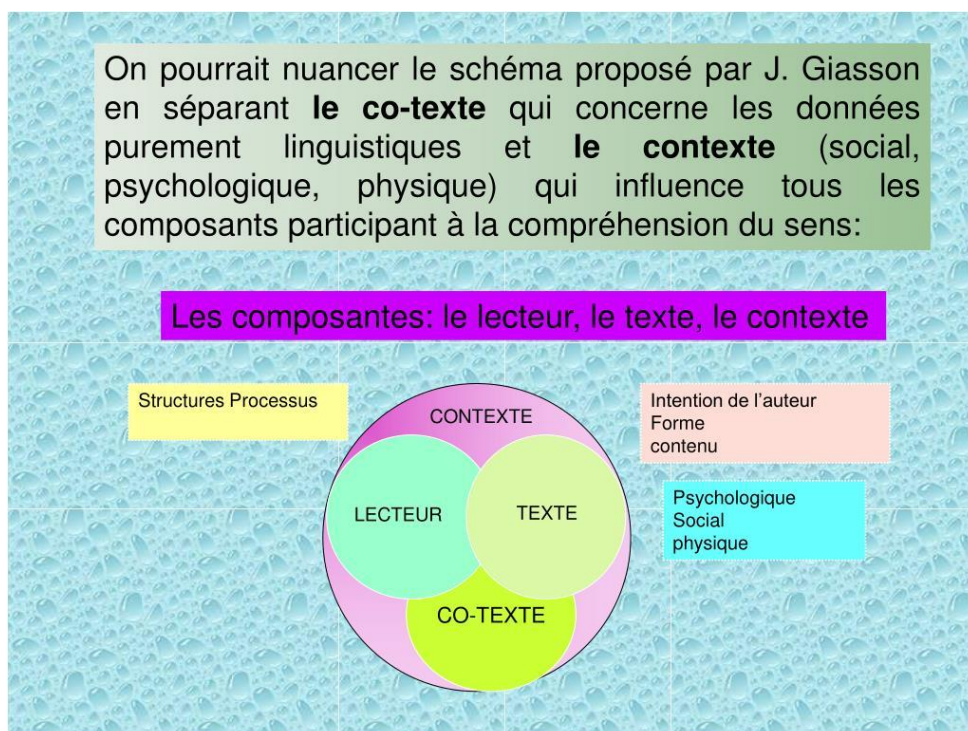 On pourrait nuancer le schéma proposé par J. Giasson
en séparant le co-texte qui concerne les données
purement linguistiques et le contexte (social,
psychologique, physique) qui influence tous les
composants participant à la compréhension du sens:
Les composantes: le lecteur, le texte, le contexte
Structures Processus
CONTEXTE
LECTEUR
TEXTE
CO-TEXTE
Intention de l'auteur
Forme
contenu
Psychologique
Social
physique